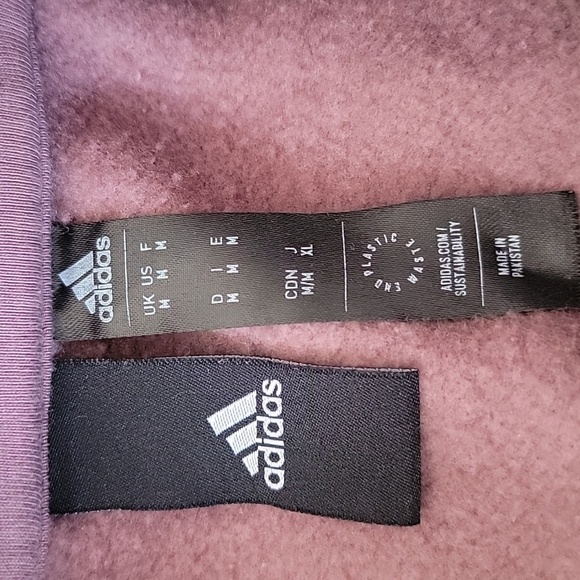 adidas
UK US F
M M M
D I E
M M M
CDN J
M/M XL
END PLASTIC WASTE
ADIDAS.COM/
SUSTAINABILITY
MADE IN
PAKISTAN
adidas